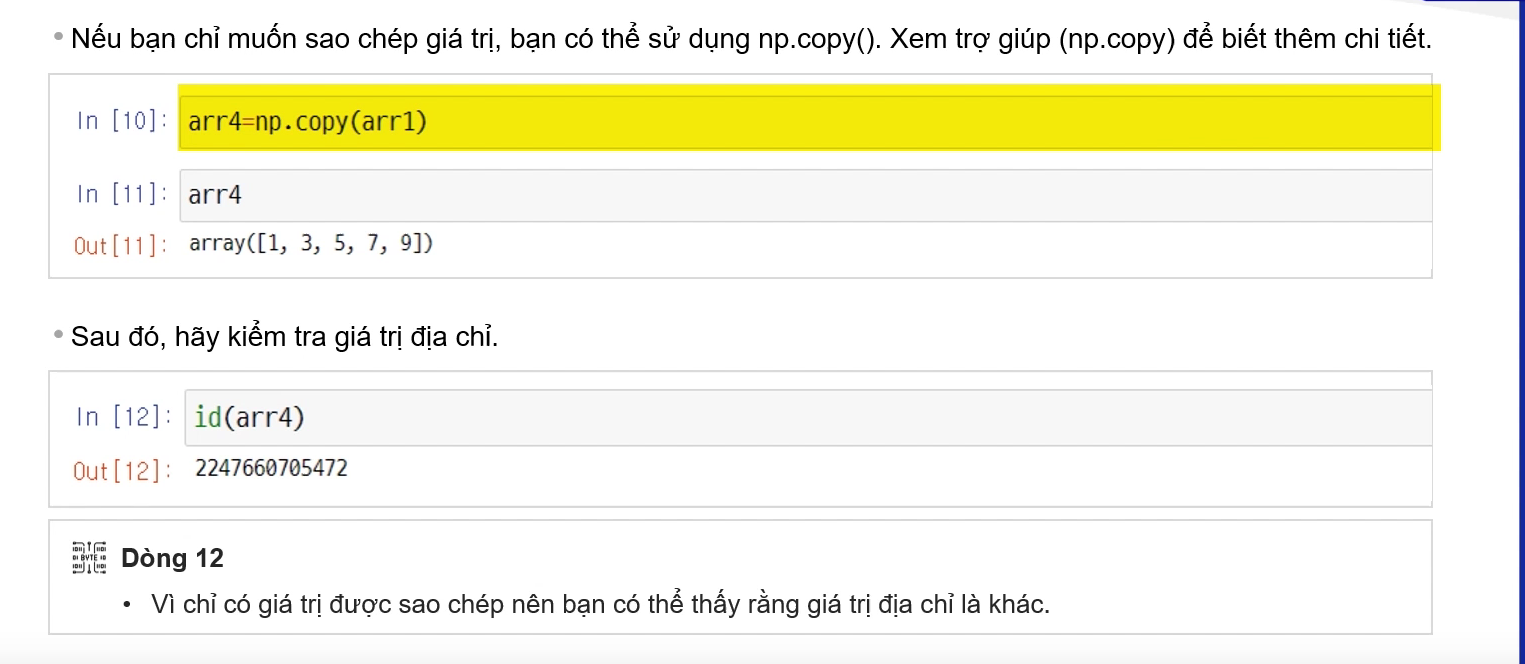 • Nếu bạn chỉ muốn sao chép giá trị, bạn có thể sử dụng np.copy(). Xem trợ giúp (np.copy) để biết thêm chi tiết.
In [10]: arr4=np.copy(arr1)
In [11]: arr4
Out[11]: array([1, 3, 5, 7, 9])
• Sau đó, hãy kiểm tra giá trị địa chỉ.
In [12]: id(arr4)
Out[12]: 2247660705472
Dòng 12
• Vì chỉ có giá trị được sao chép nên bạn có thể thấy rằng giá trị địa chỉ là khác.